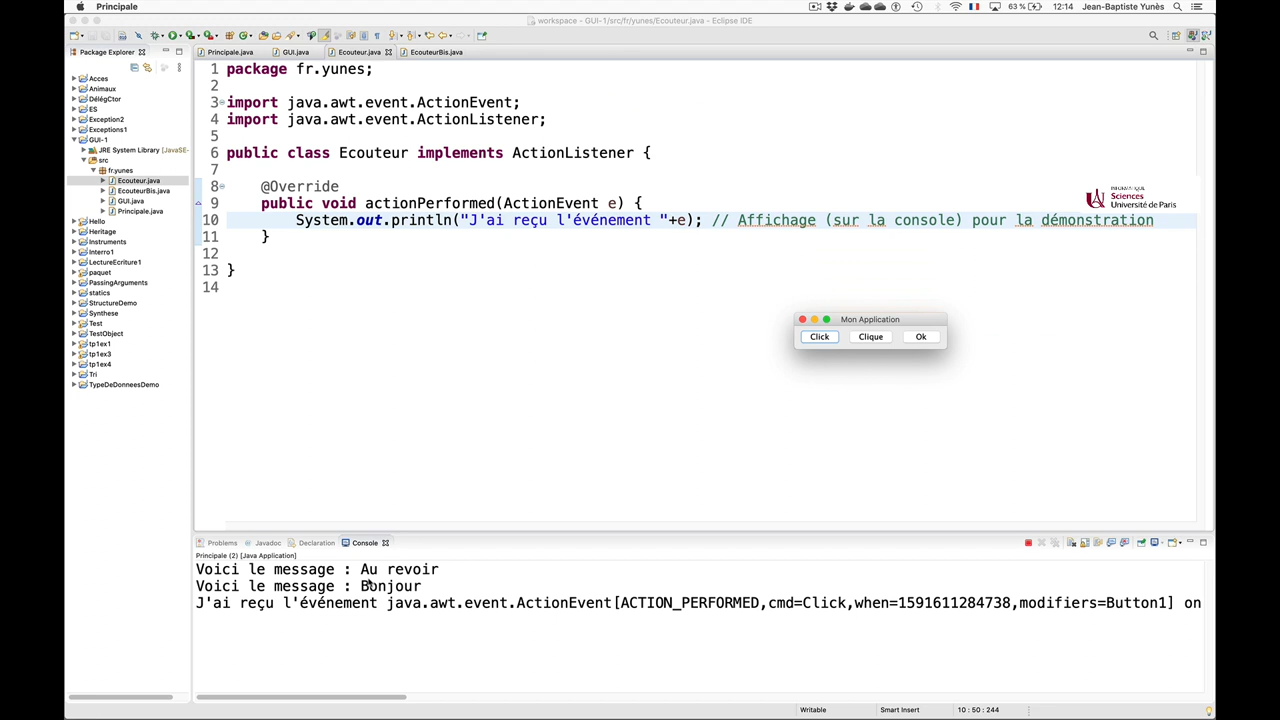 Principale
63 %
12:14
Jean-Baptiste Yunès
workspace - GUI-1/src/fr/yunes/Ecouteur.java - Eclipse IDE
Package Explorer
Acces
Animaux
DélégCtor
ES
Exception2
Exceptions1
GUI-1
JRE System Library [JavaSE-
src
fr.yunes
Ecouteur.java
EcouteurBis.java
GUI.java
Principale.java
Hello
Heritage
Instruments
Interro1
LectureEcriture1
paquet
PassingArguments
statics
StructureDemo
Synthese
Test
TestObject
tp1ex1
tp1ex3
tp1ex4
Tri
TypeDeDonneesDemo
Principale.java
GUI.java
Ecouteur.java
EcouteurBis.java
1 package fr.yunes;
2
3 import java.awt.event.ActionEvent;
4 import java.awt.event.ActionListener;
5
6 public class Ecouteur implements ActionListener {
7
8 @Override
9 public void actionPerformed(ActionEvent e) {
10 System.out.println("J'ai reçu l'événement "+e); // Affichage (sur la console) pour la démonstration
11 }
12
13 }
14
INFORMATIQUE
Sciences
Université de Paris
Mon Application
Click Clique Ok
Problems Javadoc Declaration Console
Principale (2) [Java Application]
Voici le message : Au revoir
Voici le message : Bonjour
J'ai reçu l'événement java.awt.event.ActionEvent[ACTION_PERFORMED,cmd=Click,when=1591611284738,modifiers=Button1] on
Writable Smart Insert 10 : 50 : 244